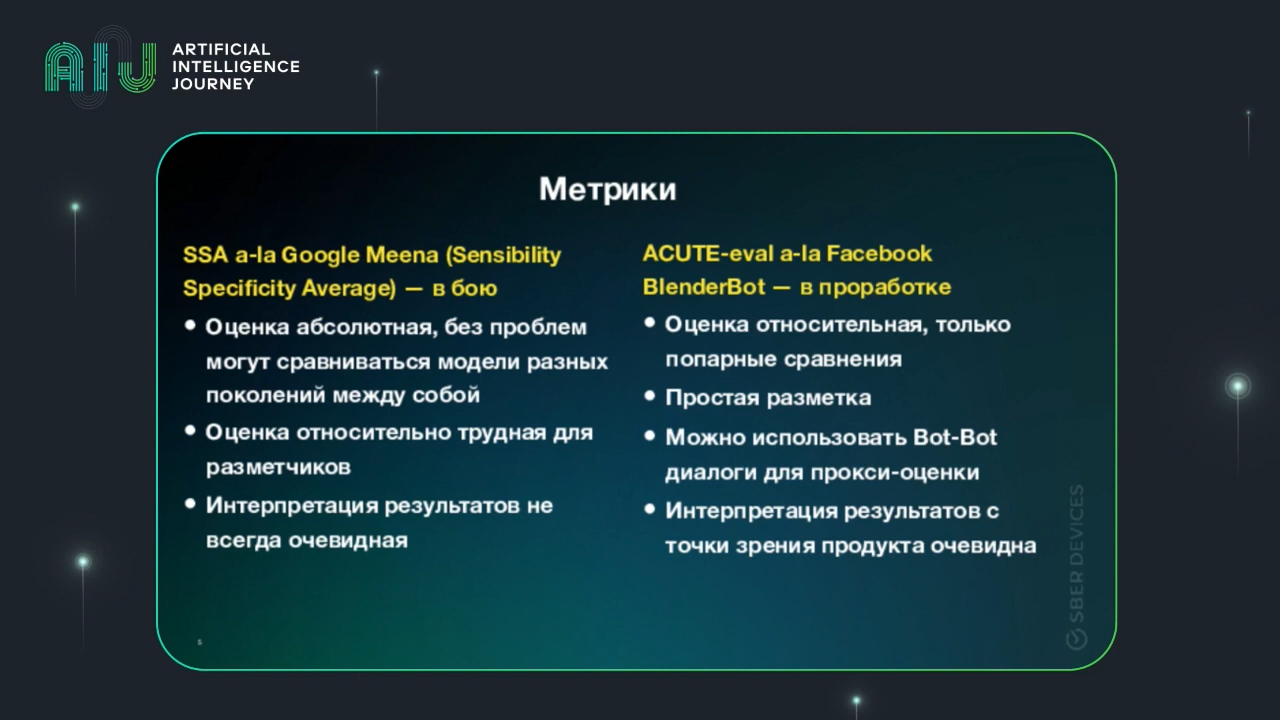 ARTIFICIAL
INTELLIGENCE
JOURNEY
Метрики
SSA a-la Google Meena (Sensibility
Specificity Average) — в бою
• Оценка абсолютная, без проблем
могут сравниваться модели разных
поколений между собой
• Оценка относительно трудная для
разметчиков
• Интерпретация результатов не
всегда очевидная
ACUTE-eval a-la Facebook
BlenderBot — в проработке
• Оценка относительная, только
попарные сравнения
• Простая разметка
• Можно использовать Bot-Bot
диалоги для прокси-оценки
• Интерпретация результатов с
точки зрения продукта очевидна
SBER DEVICES